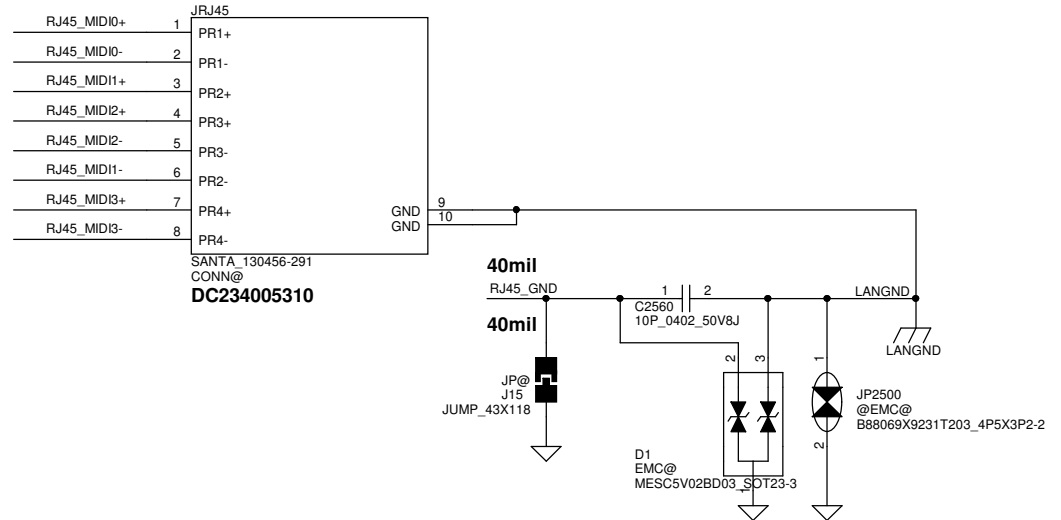 JRJ45
RJ45_MIDI0+ 1 PR1+
RJ45_MIDI0- 2 PR1-
RJ45_MIDI1+ 3 PR2+
RJ45_MIDI2+ 4 PR3+
RJ45_MIDI2- 5 PR3-
RJ45_MIDI1- 6 PR2-
RJ45_MIDI3+ 7 PR4+
RJ45_MIDI3- 8 PR4-
GND 9
GND 10
SANTA_130456-291
CONN@
DC234005310
40mil
RJ45_GND
40mil
1 2
C2560
10P_0402_50V8J
LANGND
LANGND
JP@
J15
JUMP_43X118
2 3
D1
EMC@
MESC5V02BD03_SOT23-3
1
1
JP2500
@EMC@
B88069X9231T203_4P5X3P2-2
2